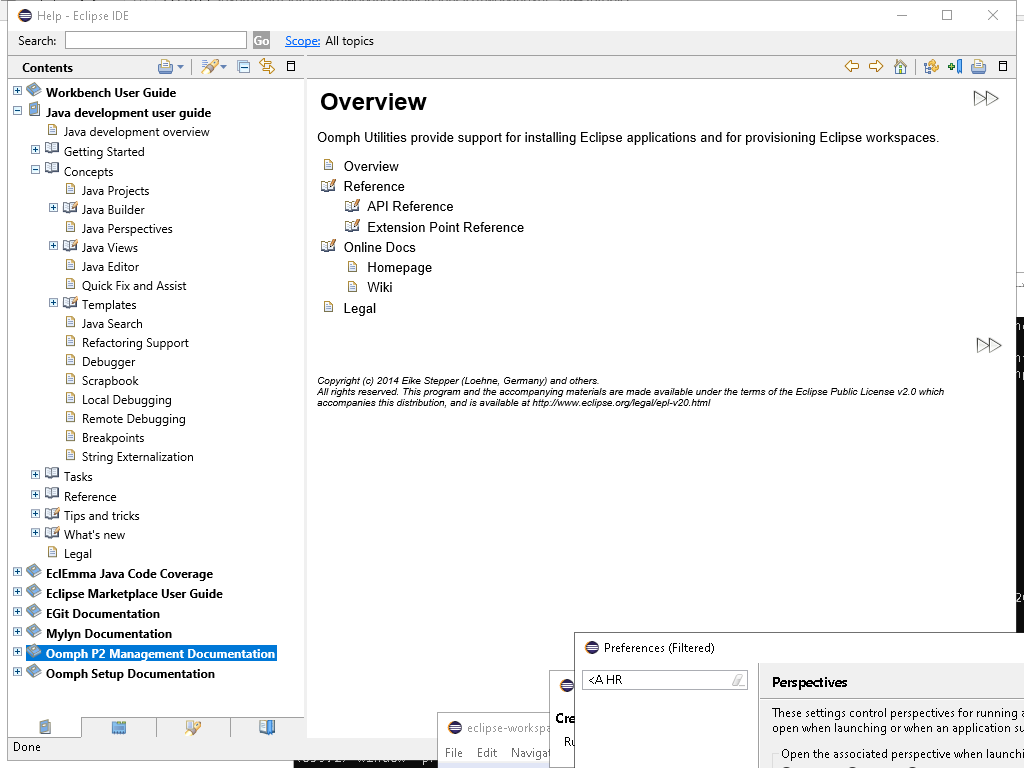 Help - Eclipse IDE
Search:
Go
Scope: All topics
Contents
Workbench User Guide
Java development user guide
Java development overview
Getting Started
Concepts
Java Projects
Java Builder
Java Perspectives
Java Views
Java Editor
Quick Fix and Assist
Templates
Java Search
Refactoring Support
Debugger
Scrapbook
Local Debugging
Remote Debugging
Breakpoints
String Externalization
Tasks
Reference
Tips and tricks
What's new
Legal
EclEmma Java Code Coverage
Eclipse Marketplace User Guide
EGit Documentation
Mylyn Documentation
Oomph P2 Management Documentation
Oomph Setup Documentation
Done
Overview
Oomph Utilities provide support for installing Eclipse applications and for provisioning Eclipse workspaces.
Overview
Reference
API Reference
Extension Point Reference
Online Docs
Homepage
Wiki
Legal
Copyright (c) 2014 Eike Stepper (Loehne, Germany) and others.
All rights reserved. This program and the accompanying materials are made available under the terms of the Eclipse Public License v2.0 which
accompanies this distribution, and is available at http://www.eclipse.org/legal/epl-v20.html
eclipse-workspa
File Edit Navigat
Cre
Ru
Preferences (Filtered)
<A HR
Perspectives
These settings control perspectives for running a
open when launching or when an application su
Open the associated perspective when launchi